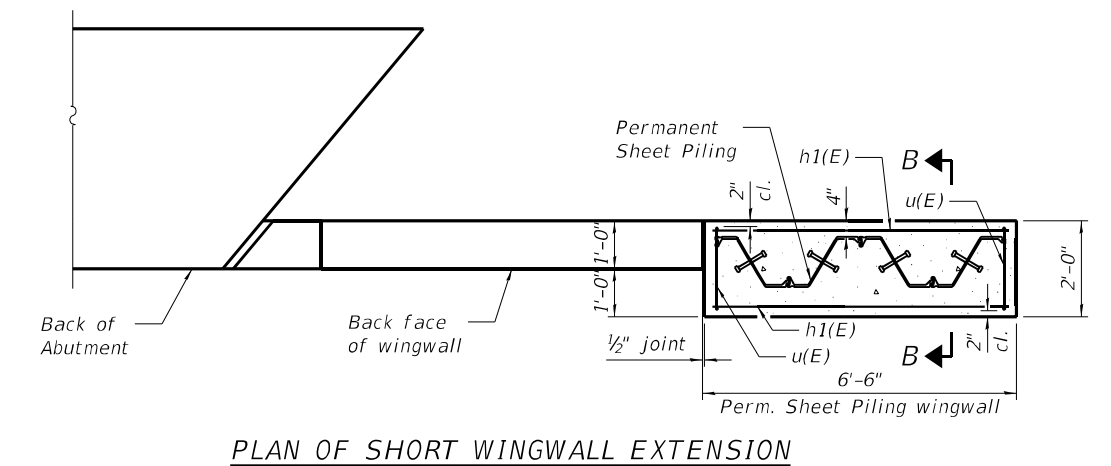 Permanent
Sheet Piling
h1(E)
B
u(E)
2"
cl.
4"
1'-0"
1'-0"
2'-0"
Back of
Abutment
Back face
of wingwall
½" joint
h1(E)
u(E)
2"
cl.
B
6'-6"
Perm. Sheet Piling wingwall
PLAN OF SHORT WINGWALL EXTENSION